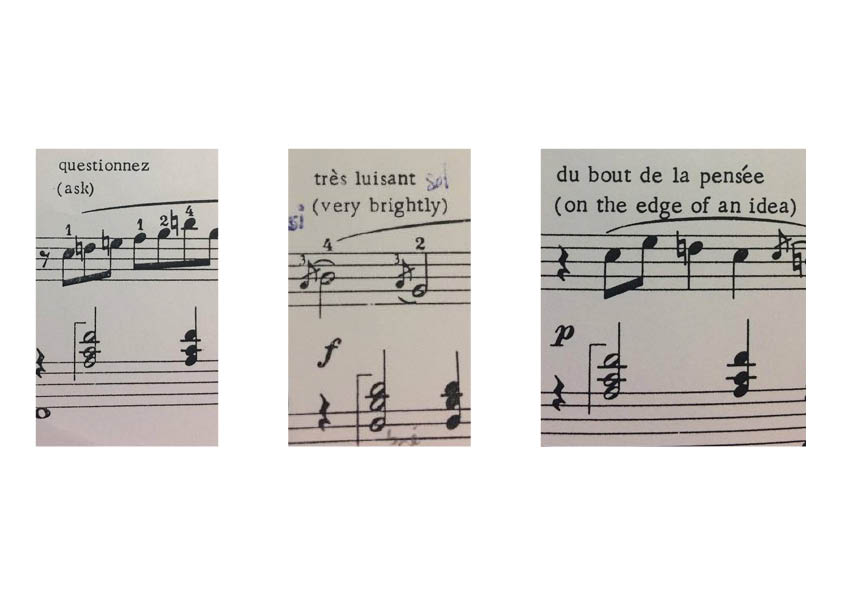 questionnez
(ask)
1
1 2 4
très luisant sol
si (very brightly)
3 4 3 2
f
du bout de la pensée
(on the edge of an idea)
p